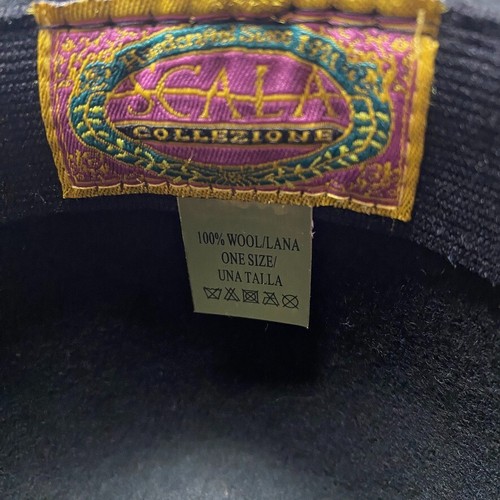 SCALA
COLLEZIONE
100% WOOL/LANA
ONE SIZE/
UNA TALLA